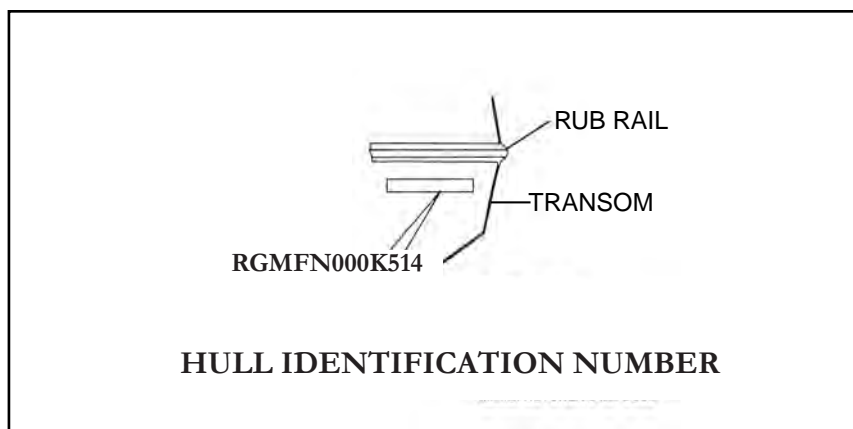 RUB RAIL
TRANSOM
RGMFN000K514
HULL IDENTIFICATION NUMBER